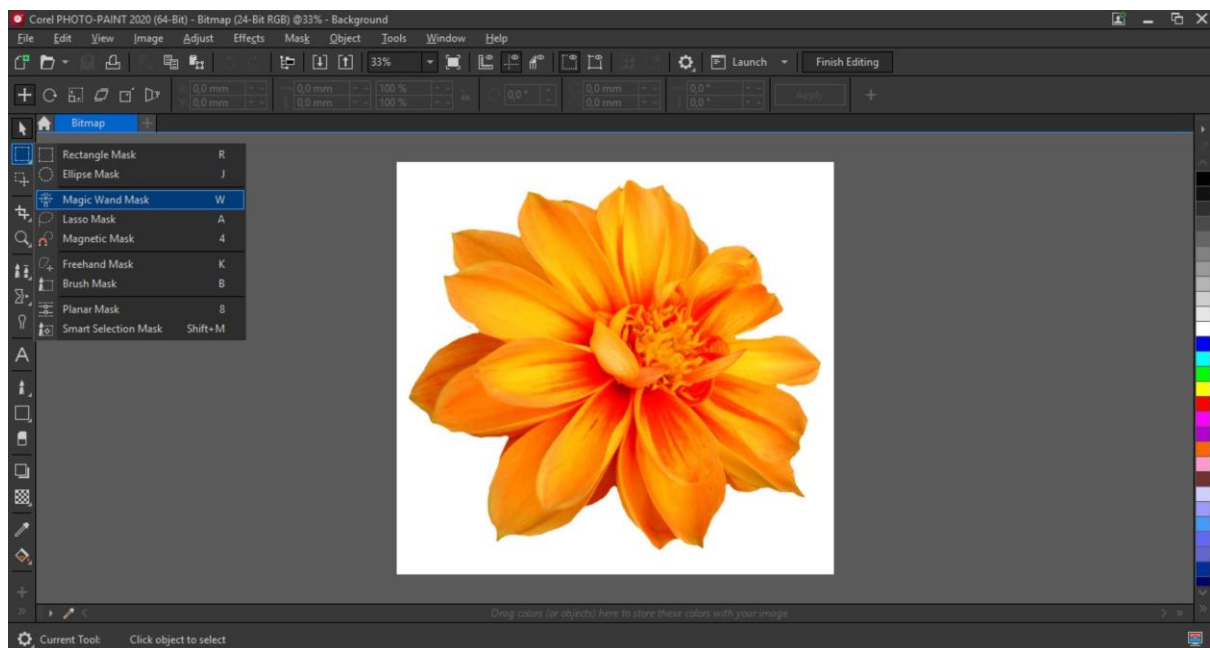 Corel PHOTO-PAINT 2020 (64-Bit) - Bitmap (24-Bit RGB) @33% - Background
File Edit View Image Adjust Effects Mask Object Tools Window Help
33% Launch Finish Editing
X: 0,0 mm 0,0 mm 100 % 0,0 ° 0,0 mm 0,0 ° Apply
Y: 0,0 mm 0,0 mm 100 % 0,0 mm 0,0 °
Bitmap
Rectangle Mask R
Ellipse Mask J
Magic Wand Mask W
Lasso Mask A
Magnetic Mask 4
Freehand Mask K
Brush Mask B
Planar Mask 8
Smart Selection Mask Shift+M
Drag colors (or objects) here to store these colors with your image
Current Tool: Click object to select